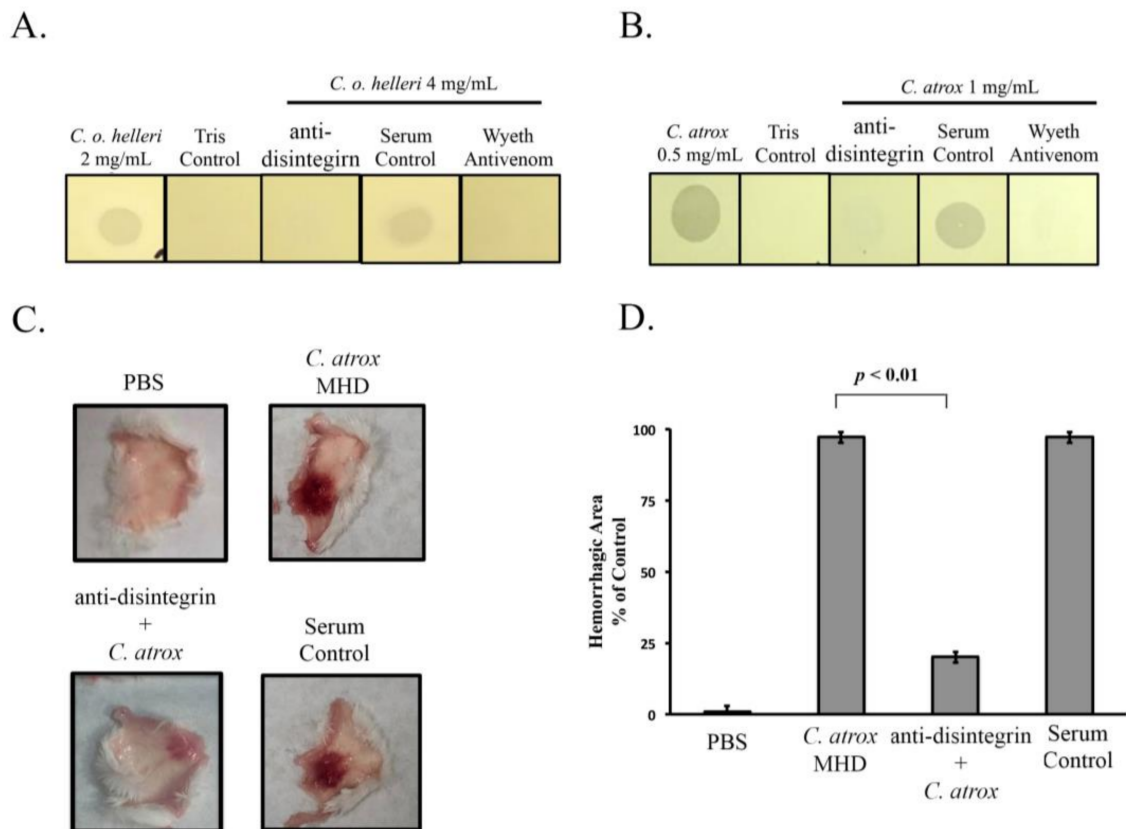 A.
C. o. helleri 4 mg/mL
C. o. helleri
2 mg/mL
Tris
Control
anti-
disintegirn
Serum
Control
Wyeth
Antivenom
B.
C. atrox 1 mg/mL
C. atrox
0.5 mg/mL
Tris
Control
anti-
disintegrin
Serum
Control
Wyeth
Antivenom
C.
PBS
C. atrox
MHD
anti-disintegrin
+
C. atrox
Serum
Control
D.
p < 0.01
Hemorrhagic Area
% of Control
100
75
50
25
0
PBS
C. atrox
MHD
anti-disintegrin
+
C. atrox
Serum
Control